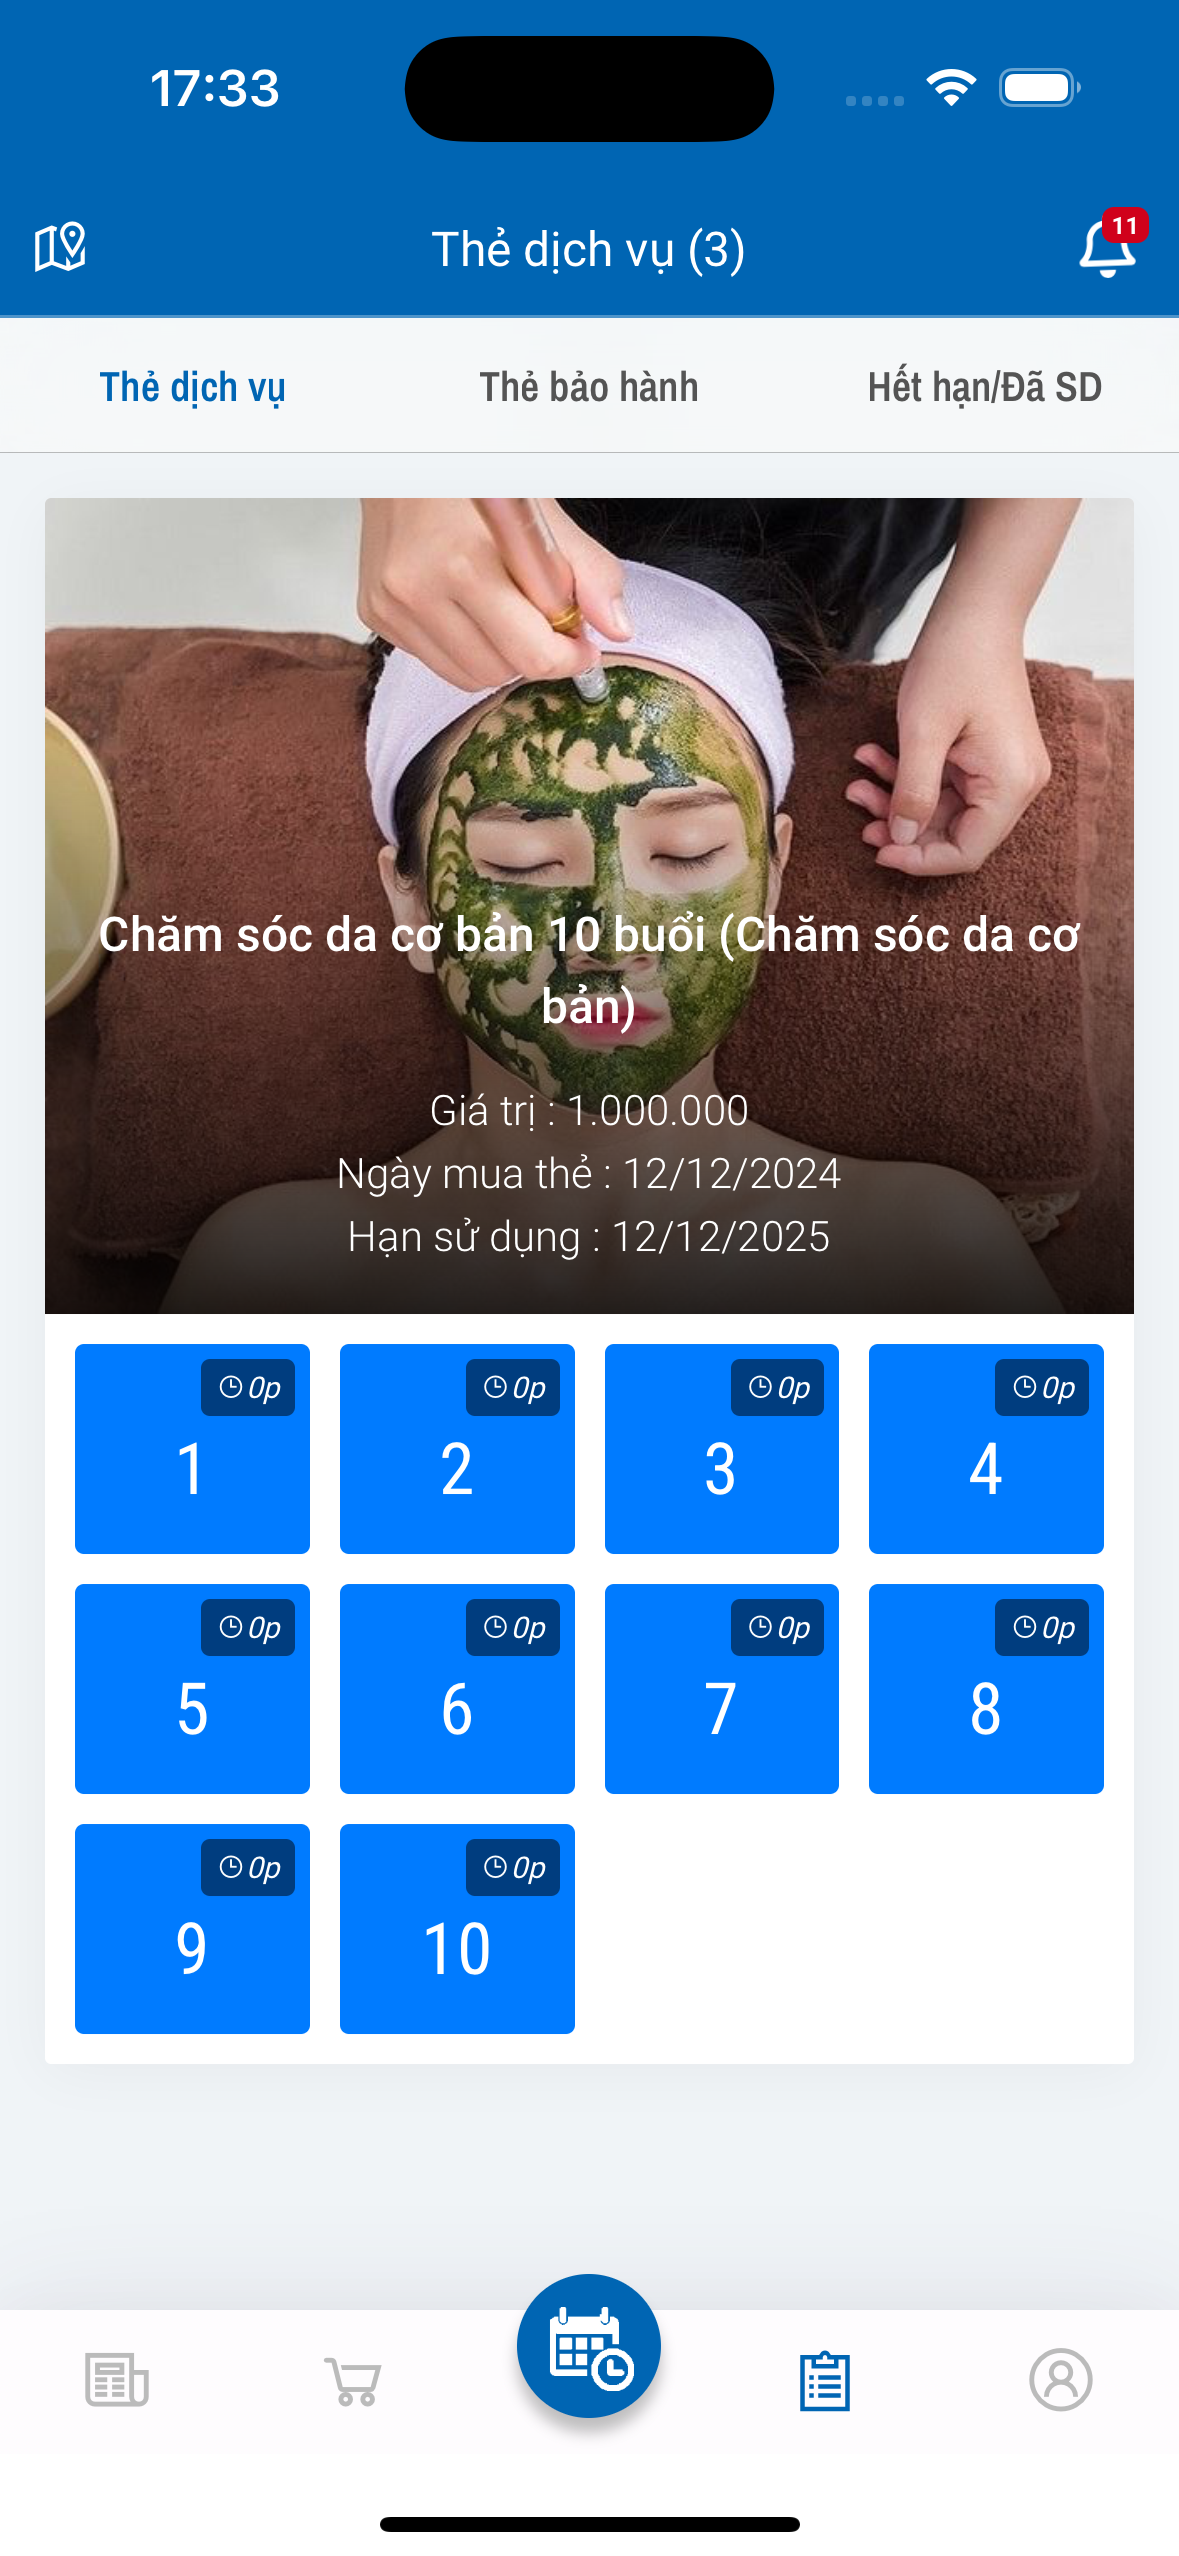 17:33
Thẻ dịch vụ (3)
11
Thẻ dịch vụ
Thẻ bảo hành
Hết hạn/Đã SD
Chăm sóc da cơ bản 10 buổi (Chăm sóc da cơ
bản)
Giá trị : 1.000.000
Ngày mua thẻ : 12/12/2024
Hạn sử dụng : 12/12/2025
0p
1
0p
2
0p
3
0p
4
0p
5
0p
6
0p
7
0p
8
0p
9
0p
10